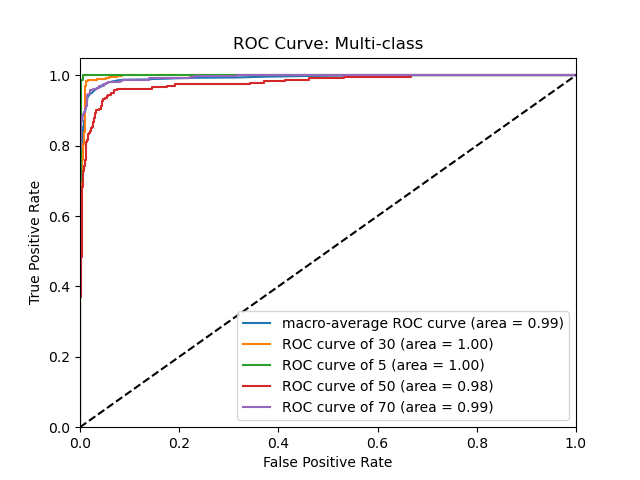 ROC Curve: Multi-class
True Positive Rate
1.0
0.8
0.6
0.4
0.2
0.0
macro-average ROC curve (area = 0.99)
ROC curve of 30 (area = 1.00)
ROC curve of 5 (area = 1.00)
ROC curve of 50 (area = 0.98)
ROC curve of 70 (area = 0.99)
0.0 0.2 0.4 0.6 0.8 1.0
False Positive Rate